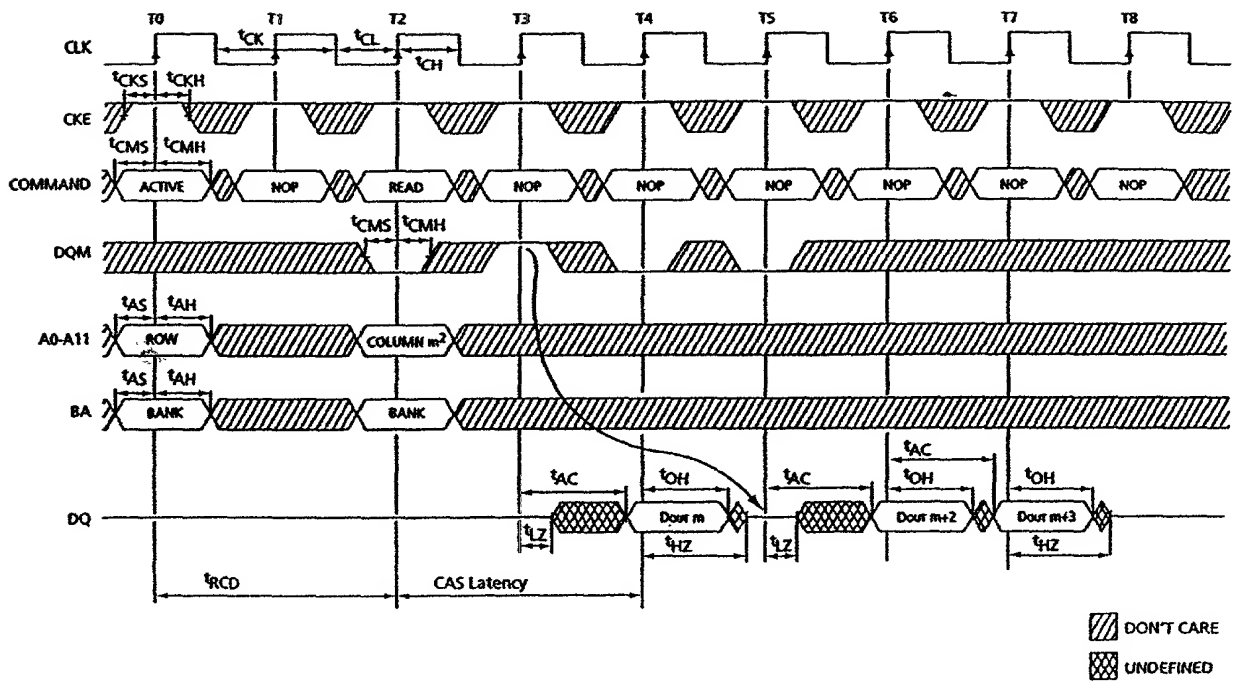 T0 T1 T2 T3 T4 T5 T6 T7 T8
CLK
tCK tCL
tCH
tCKS tCKH
CKE
tCMS tCMH
COMMAND ACTIVE NOP READ NOP NOP NOP NOP NOP NOP
tCMS tCMH
DQM
tAS tAH
A0-A11 ROW COLUMN m2
tAS tAH
BA BANK BANK
tAC tOH tAC tAC tOH tOH
DQ DOUT m DOUT m+2 DOUT m+3
tLZ tHZ tLZ tHZ
tRCD CAS Latency
DON'T CARE
UNDEFINED